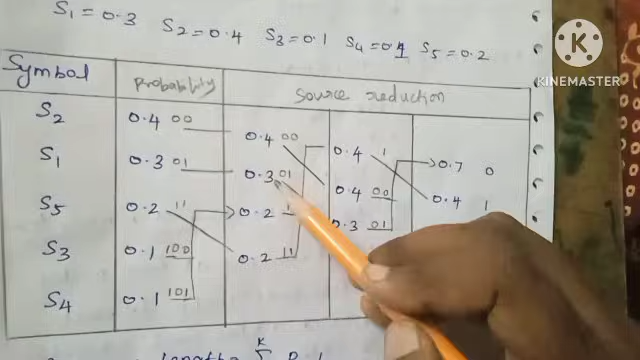 S1 = 0.3 S2 = 0.4 S3 = 0.1 S4 = 0.1 S5 = 0.2
KINEMASTER
Symbol Probability Source reduction
S2 0.4 00 0.4 00 0.4 1 0.7 0
S1 0.3 01 0.3 01 0.4 00 0.4 1
S5 0.2 11 0.2 0.3 01
S3 0.1 100 0.2 11
S4 0.1 101